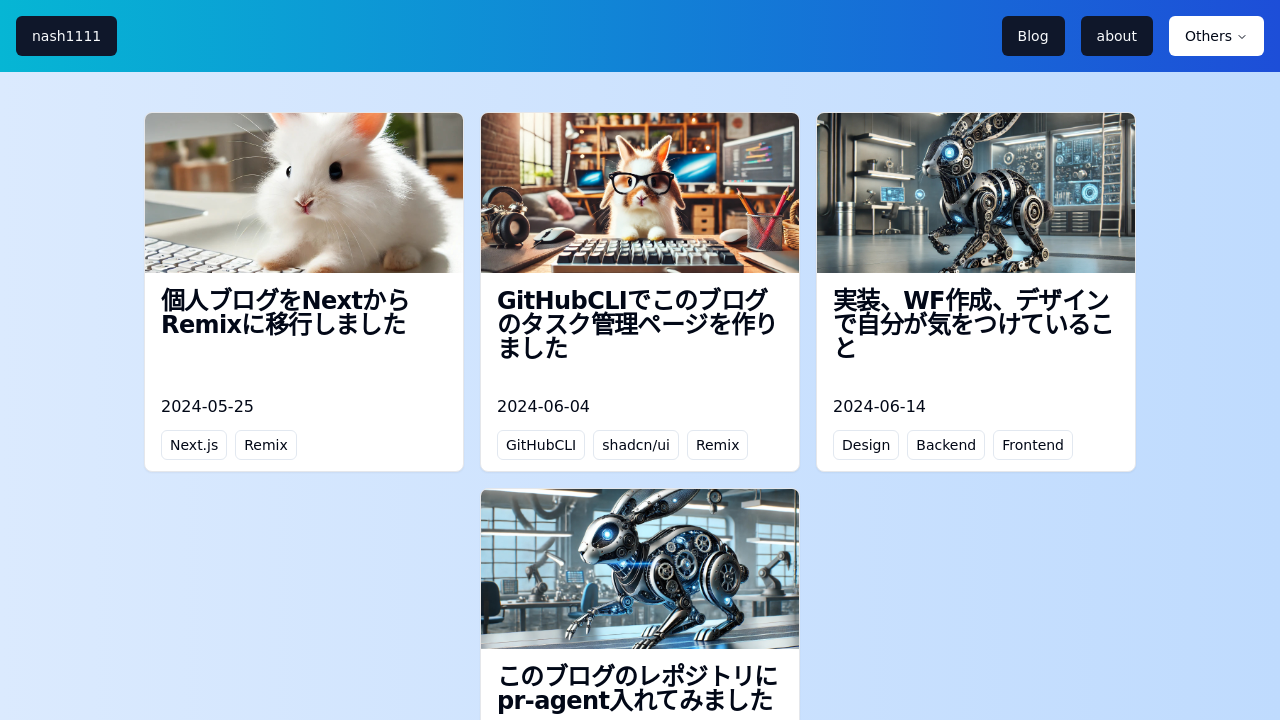 nash1111
Blog
about
Others
個人ブログをNextから
Remixに移行しました
2024-05-25
Next.js
Remix
GitHubCLIでこのブログ
のタスク管理ページを作り
ました
2024-06-04
GitHubCLI
shadcn/ui
Remix
実装、WF作成、デザイン
で自分が気をつけているこ
と
2024-06-14
Design
Backend
Frontend
このブログのレポジトリに
pr-agent入れてみました